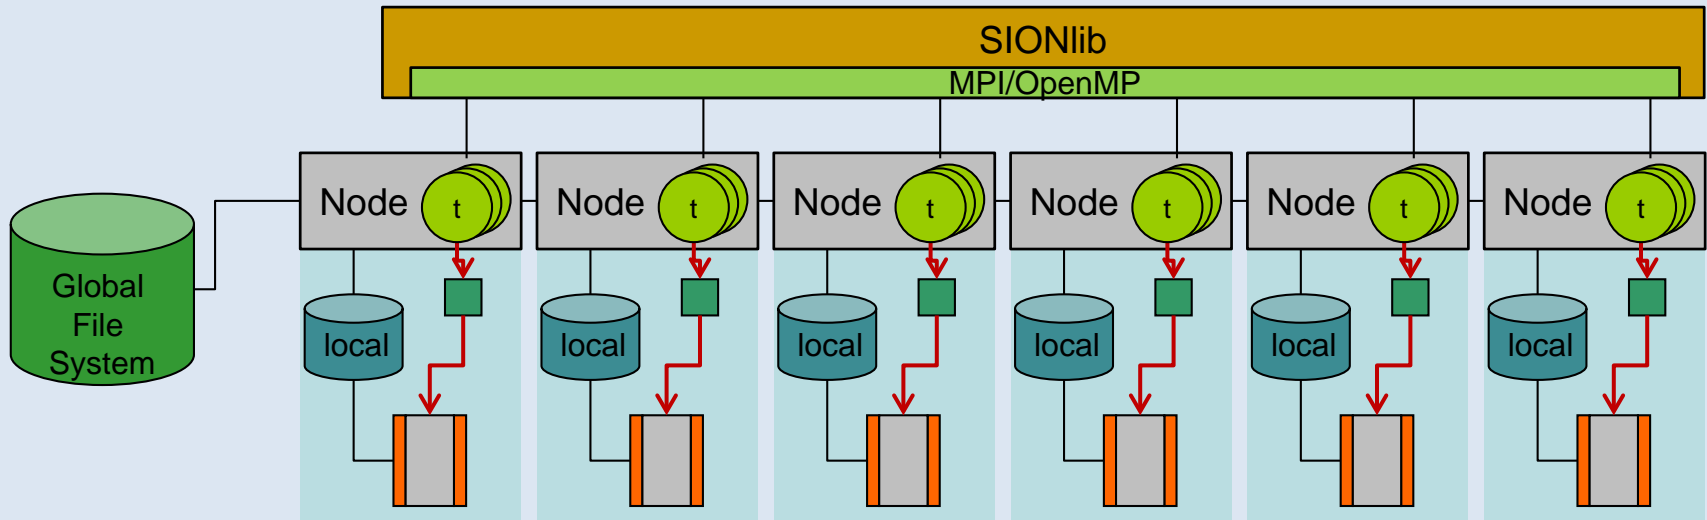 SIONlib
MPI/OpenMP
Node t Node t Node t Node t Node t Node t
Global
File
System
local local local local local local